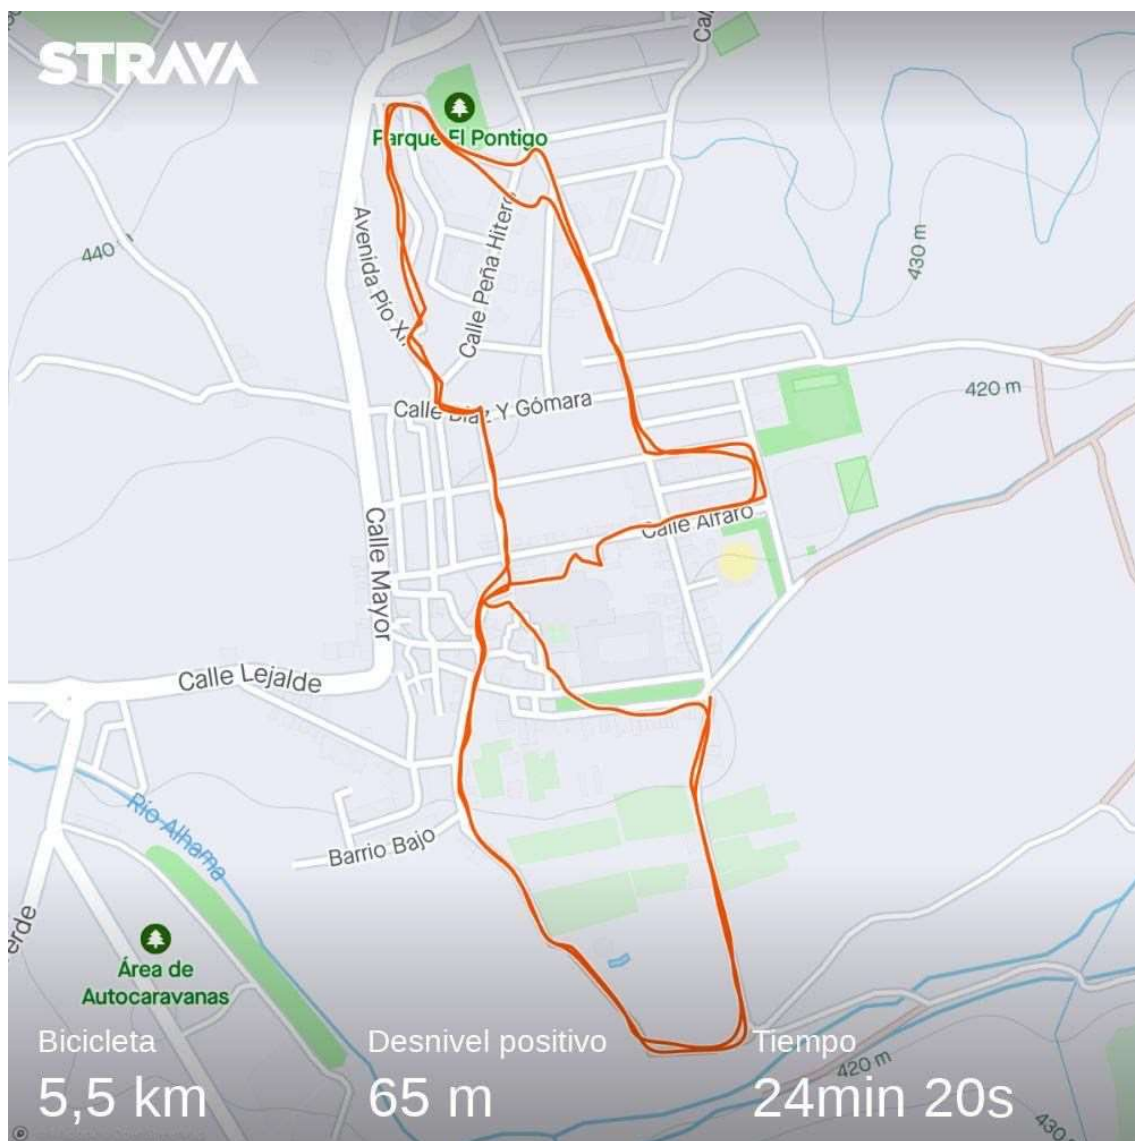 STRAVA
Parque El Pontigo
440 m
Avenida Pío XII
Calle Peña Hitero
430 m
Calle Díaz Y Gómara
420 m
Calle Alfaro
Calle Mayor
Calle Lejalde
Río Alhama
Barrio Bajo
Área de
Autocaravanas
Bicicleta
Desnivel positivo
Tiempo
420 m
5,5 km
65 m
24min 20s